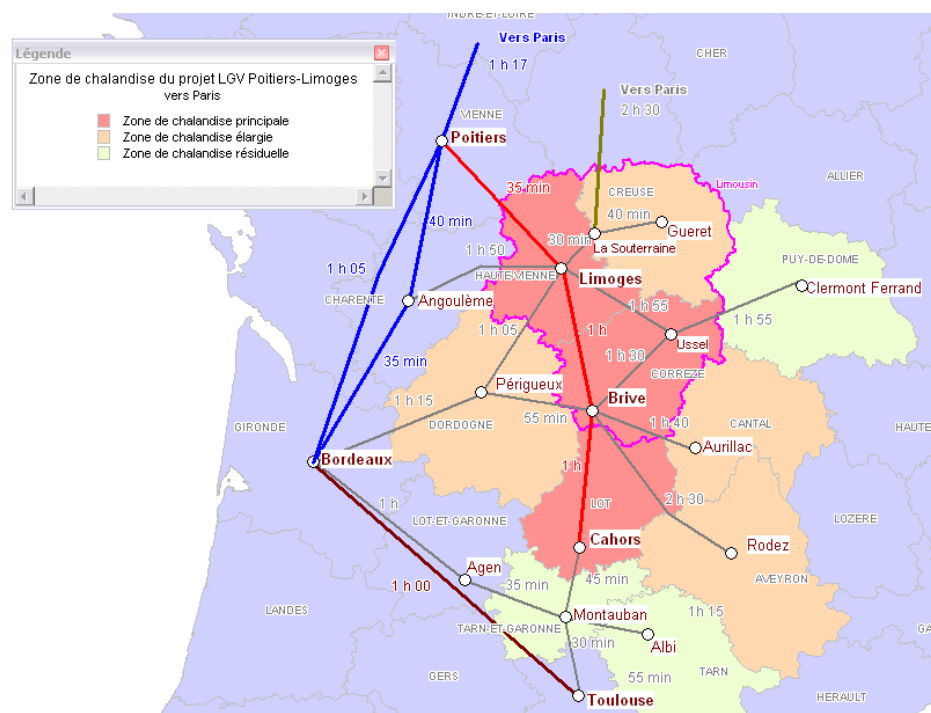 INDRE-ET-LOIRE
Vers Paris
CHER
Légende
1 h 17
Zone de chalandise du projet LGV Poitiers-Limoges
vers Paris
Vers Paris
2 h 30
Zone de chalandise principale
Zone de chalandise élargie
Zone de chalandise résiduelle
VIENNE
Poitiers
ALLIER
35 min
Limousin
CREUSE
40 min
40 min
Gueret
30 min
La Souterraine
1 h 50
1 h 05
HAUTE-VIENNE
Limoges
PUY-DE-DOME
Clermont Ferrand
CHARENTE
Angoulême
1 h 55
1 h 55
1 h 05
1 h
Ussel
35 min
1 h 30
CORREZE
Périgueux
Brive
1 h 15
55 min
DORDOGNE
1 h 40
CANTAL
GIRONDE
HAUTE
Aurillac
Bordeaux
1 h
2 h 30
1 h
LOT
LOT-ET-GARONNE
LOZERE
Cahors
Rodez
Agen
35 min
45 min
AVEYRON
1 h 00
LANDES
Montauban
1 h 15
TARN-ET-GARONNE
30 min
Albi
GA
GERS
55 min
TARN
Toulouse
HERAULT